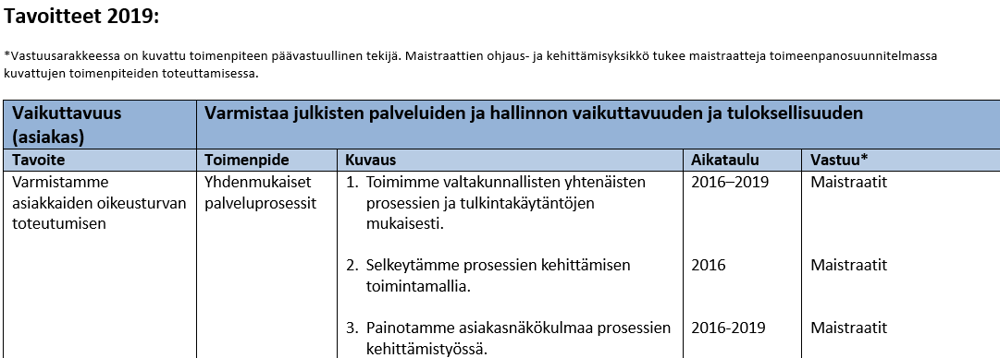 Tavoitteet 2019:
*Vastuusarakkeessa on kuvattu toimenpiteen päävastuullinen tekijä. Maistraattien ohjaus- ja kehittämisyksikkö tukee maistraatteja toimeenpanosuunnitelmassa
kuvattujen toimenpiteiden toteuttamisessa.
Vaikuttavuus
(asiakas)
Varmistaa julkisten palveluiden ja hallinnon vaikuttavuuden ja tuloksellisuuden
Tavoite Toimenpide Kuvaus Aikataulu Vastuu*
Varmistamme
asiakkaiden oikeusturvan
toteutumisen
Yhdenmukaiset
palveluprosessit
1. Toimimme valtakunnallisten yhtenäisten
prosessien ja tulkintakäytäntöjen
mukaisesti.
2016–2019
Maistraatit
2. Selkeytämme prosessien kehittämisen
toimintamallia.
2016
Maistraatit
3. Painotamme asiakasnäkökulmaa prosessien
kehittämistyössä.
2016-2019
Maistraatit